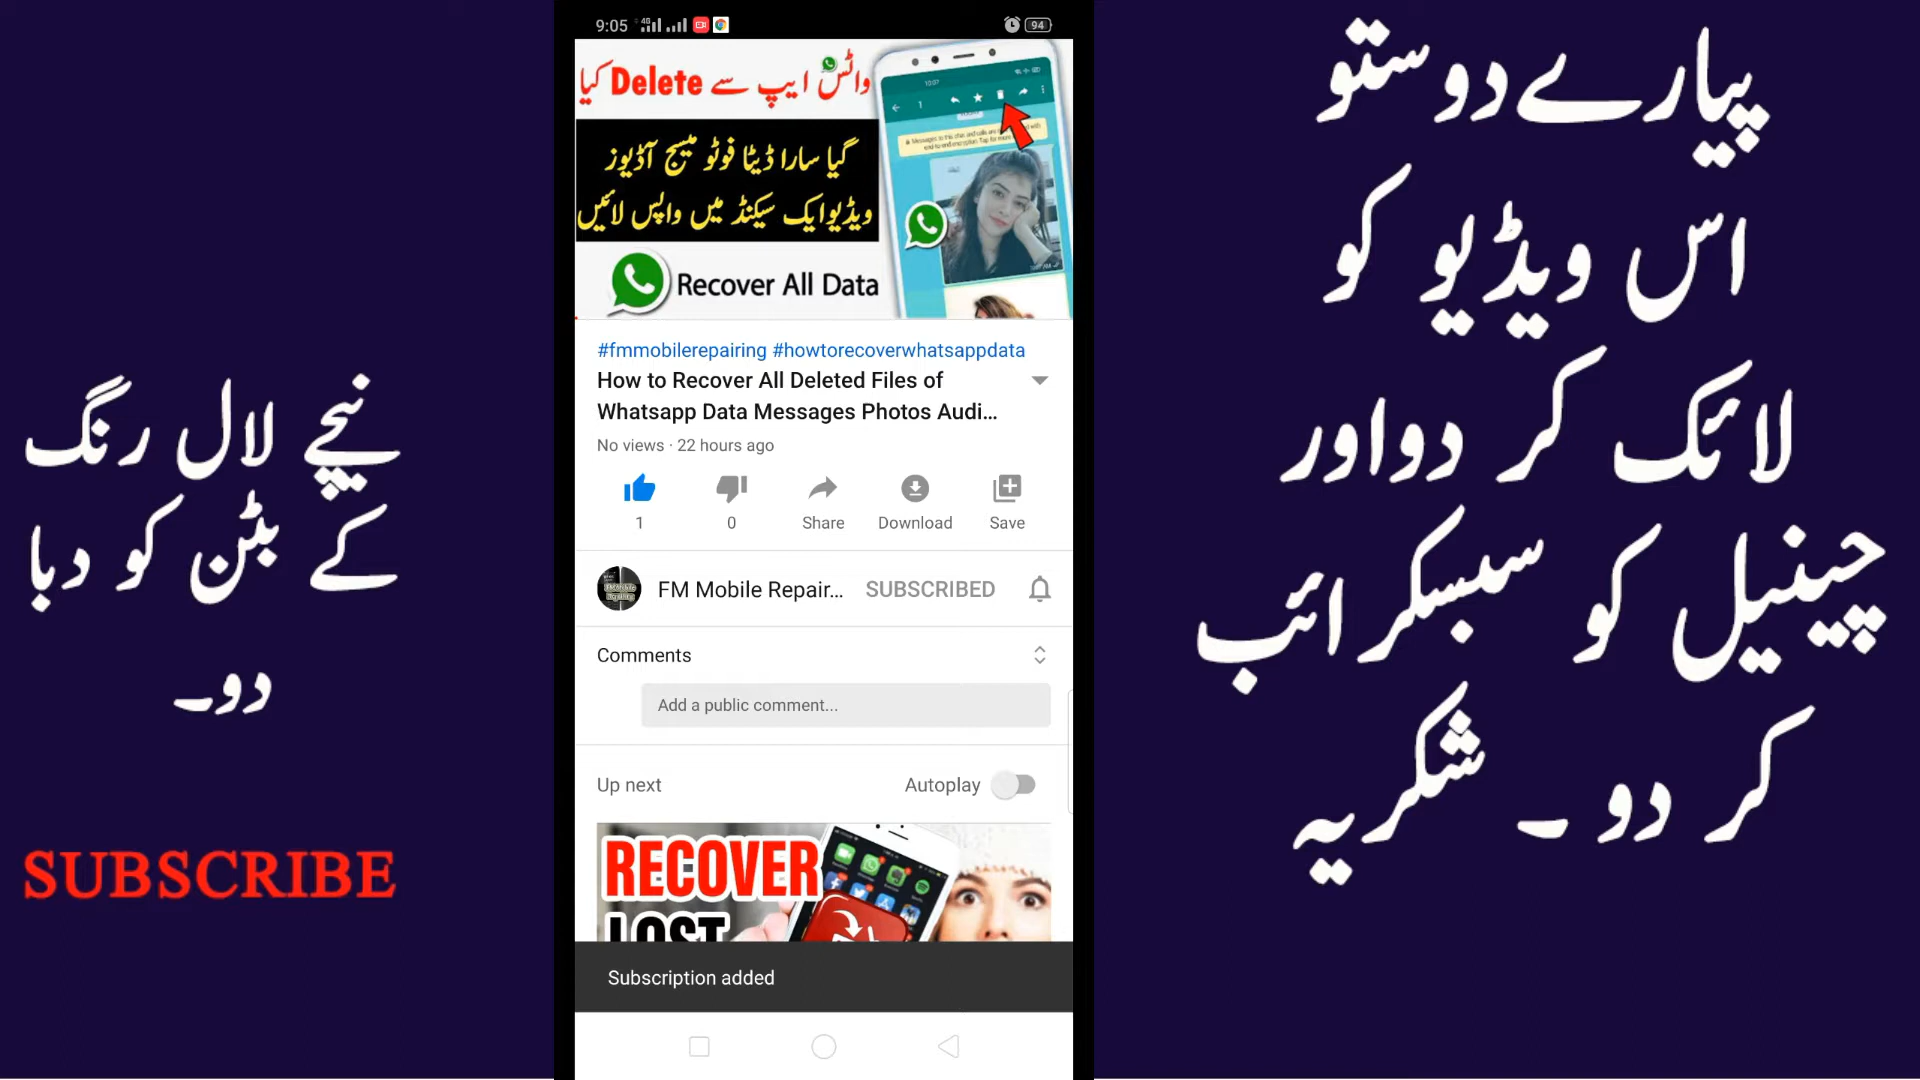 نیچے لال رنگ
کے بٹن کو دبا
دو۔
SUBSCRIBE
9:05
94
واٹس ایپ سے Delete کیا
گیا سارا ڈیٹا فوٹو میسج آڈیوز
ویڈیو ایک سیکنڈ میں واپس لائیں
Recover All Data
#fmmobilerepairing #howtorecoverwhatsappdata
How to Recover All Deleted Files of
Whatsapp Data Messages Photos Audi...
No views · 22 hours ago
1 0 Share Download Save
FM Mobile Repair... SUBSCRIBED
Comments
Add a public comment...
Up next Autoplay
RECOVER
LOST
Subscription added
پیارے دوستو
اس ویڈیو کو
لائک کر دو اور
چینیل کو سبسکرائب
کر دو ۔ شکریہ